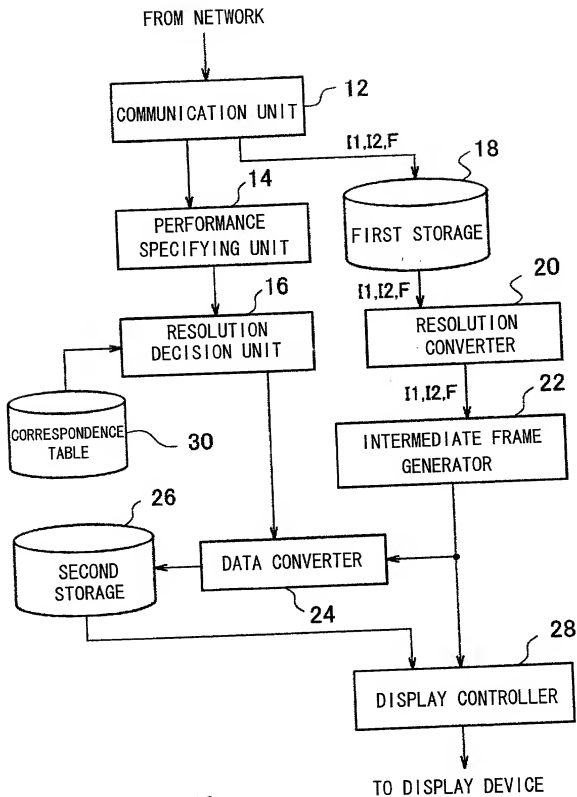 FROM NETWORK
COMMUNICATION UNIT
12
I1,I2,F
18
14
PERFORMANCE
SPECIFYING UNIT
FIRST STORAGE
16
I1,I2,F
20
RESOLUTION
DECISION UNIT
RESOLUTION
CONVERTER
I1,I2,F
22
CORRESPONDENCE
TABLE
30
INTERMEDIATE FRAME
GENERATOR
26
SECOND
STORAGE
DATA CONVERTER
24
28
DISPLAY CONTROLLER
TO DISPLAY DEVICE